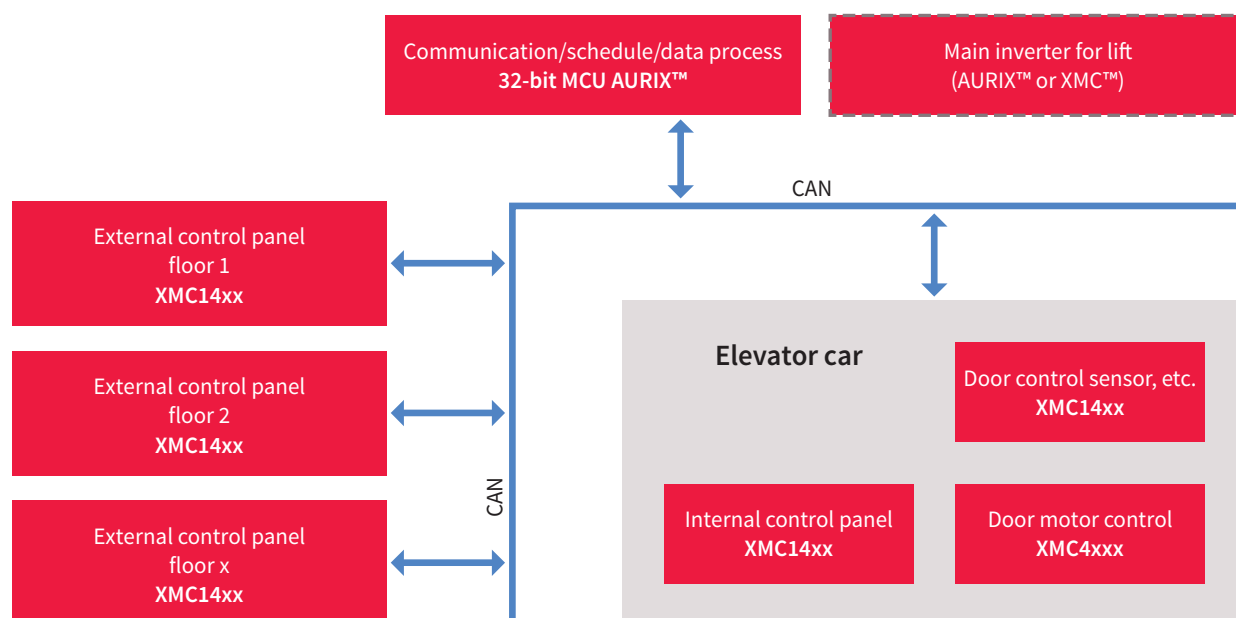 Communication/schedule/data process
32-bit MCU AURIX™
Main inverter for lift
(AURIX™ or XMC™)
CAN
External control panel
floor 1
XMC14xx
External control panel
floor 2
XMC14xx
CAN
External control panel
floor x
XMC14xx
Elevator car
Door control sensor, etc.
XMC14xx
Internal control panel
XMC14xx
Door motor control
XMC4xxx